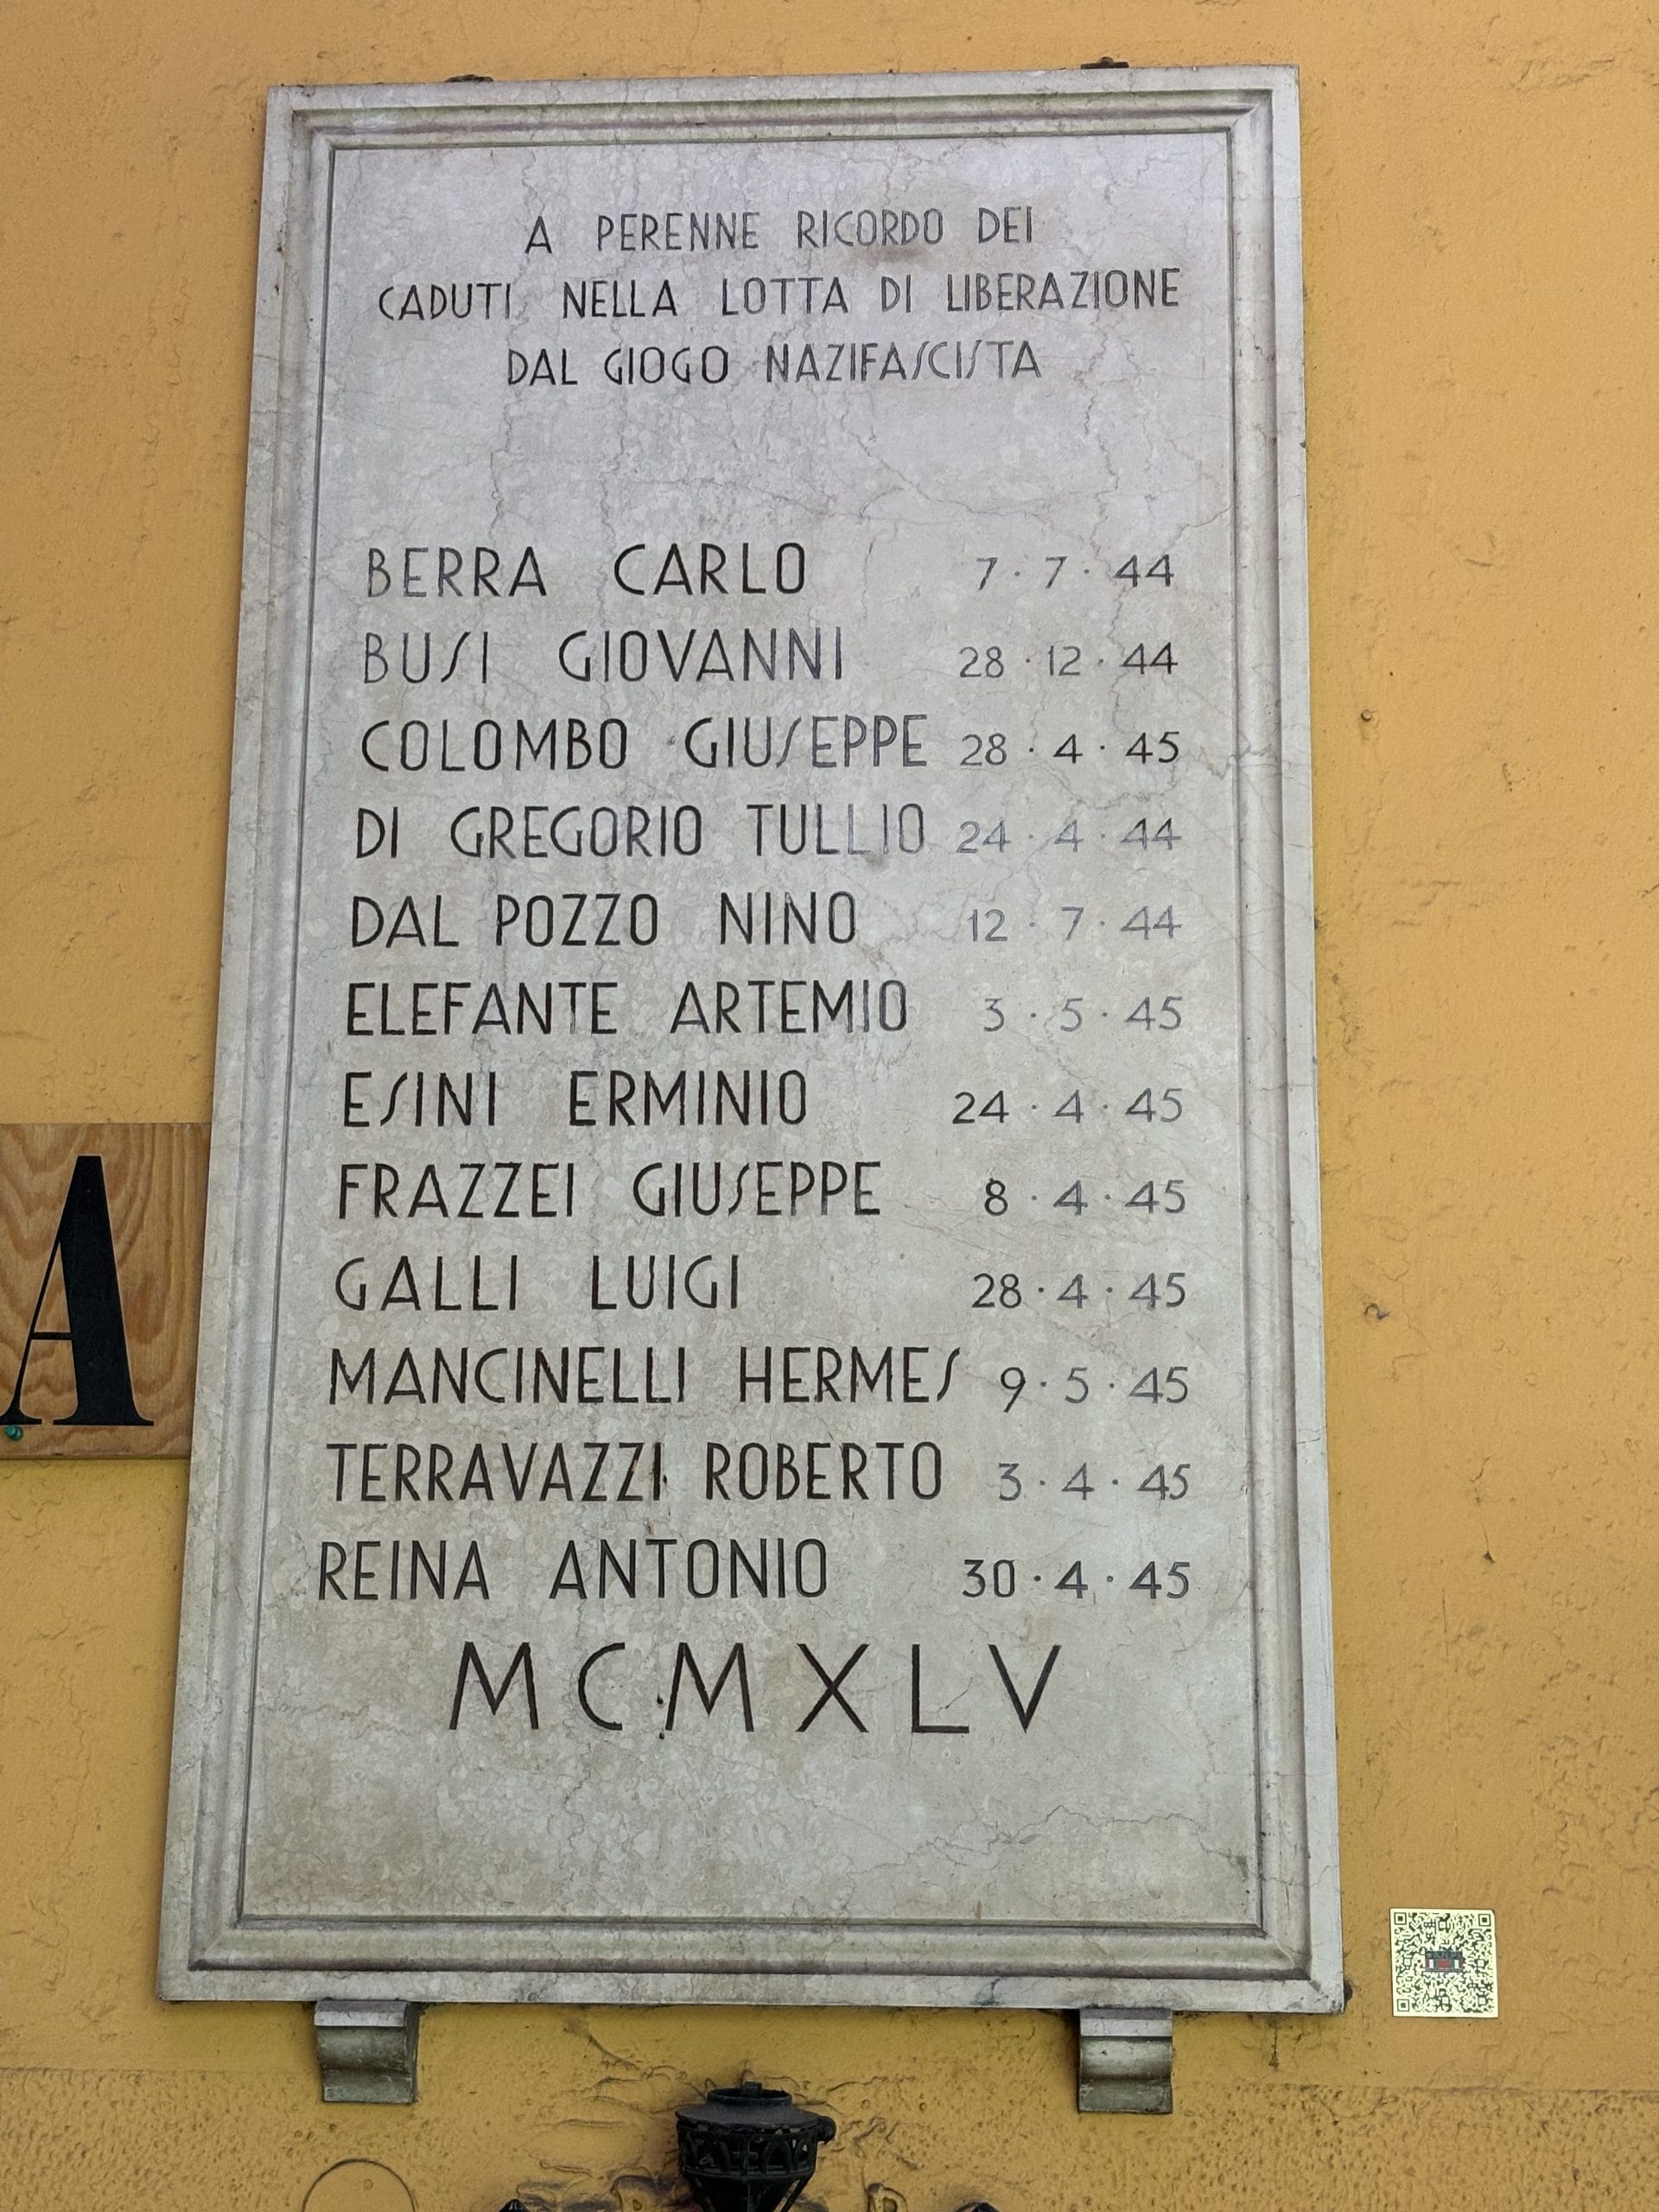 A PERENNE RICORDO DEI
CADUTI NELLA LOTTA DI LIBERAZIONE
DAL GIOGO NAZIFASCISTA
BERRA CARLO 7·7·44
BUSI GIOVANNI 28·12·44
COLOMBO GIUSEPPE 28·4·45
DI GREGORIO TULLIO 24·4·44
DAL POZZO NINO 12·7·44
ELEFANTE ARTEMIO 3·5·45
ESINI ERMINIO 24·4·45
FRAZZEI GIUSEPPE 8·4·45
GALLI LUIGI 28·4·45
MANCINELLI HERMES 9·5·45
TERRAVAZZI ROBERTO 3·4·45
REINA ANTONIO 30·4·45
MCMXLV
A